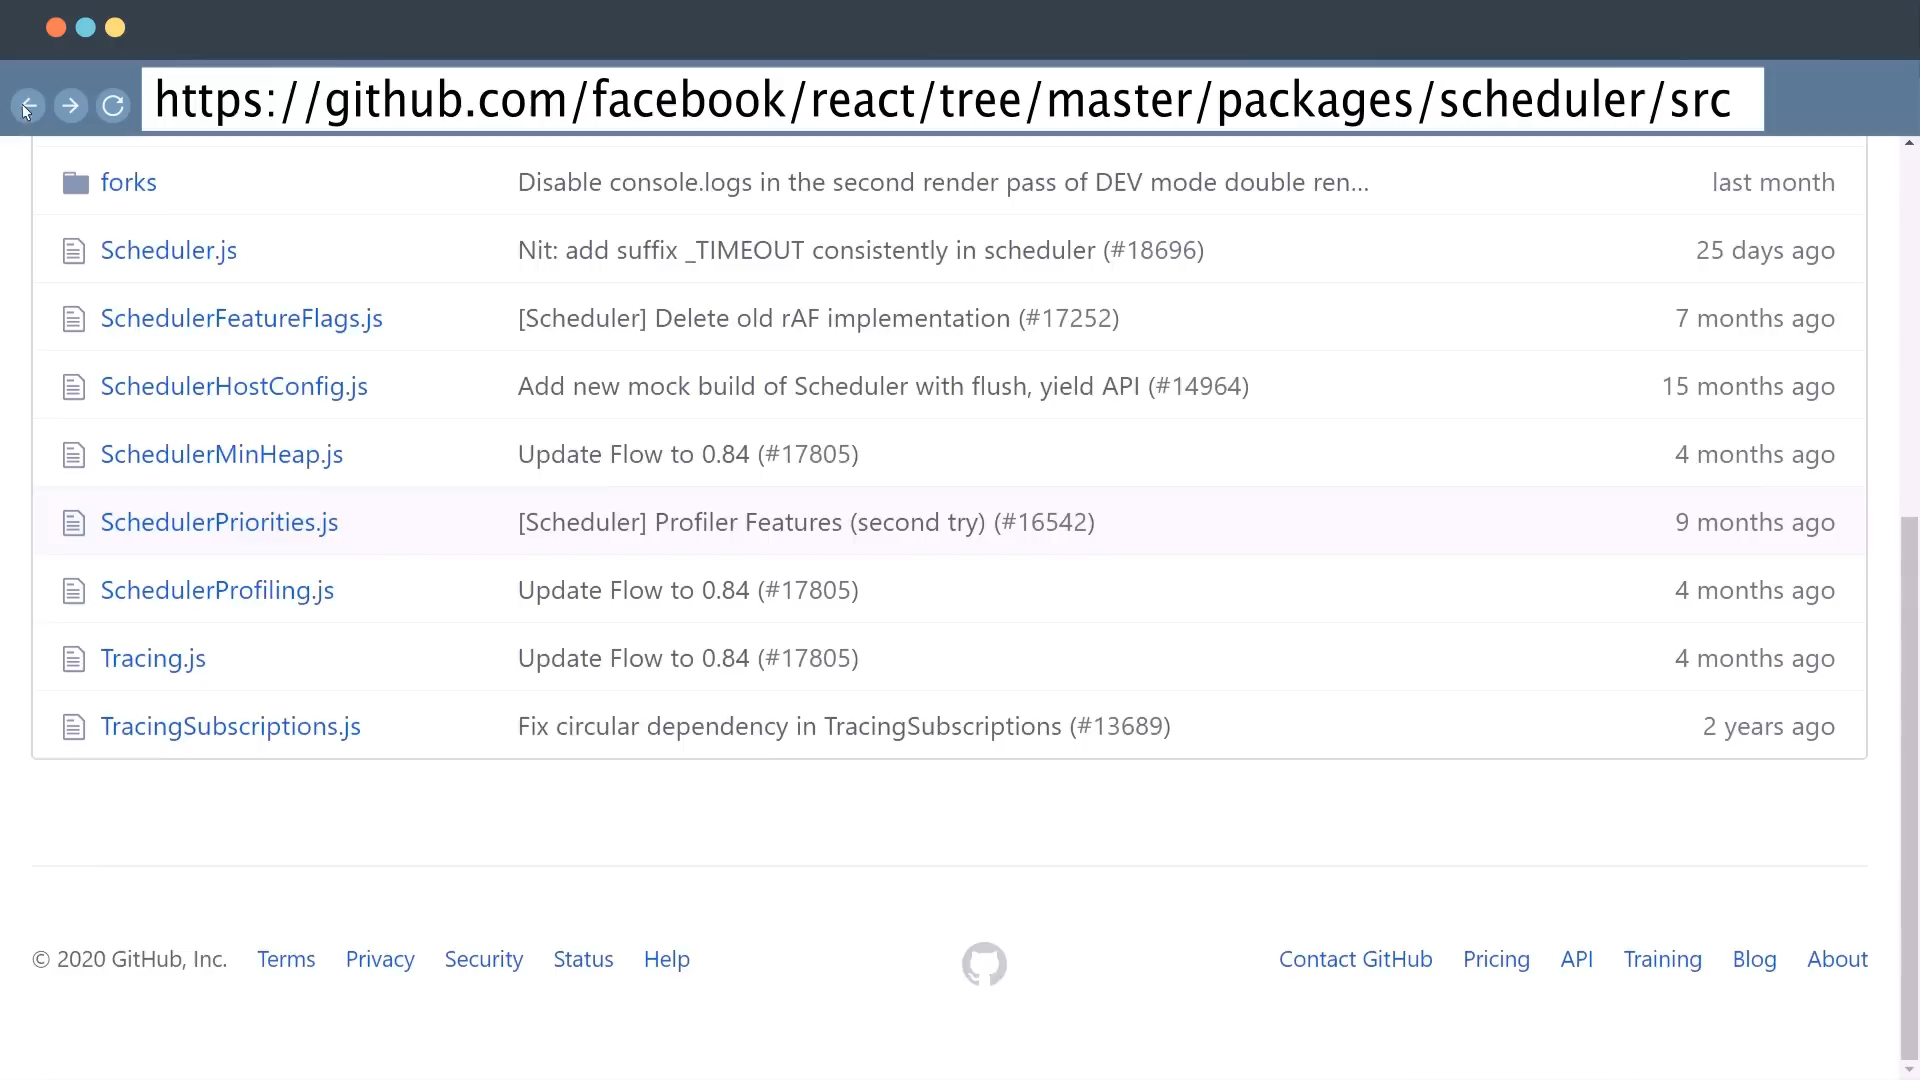 https://github.com/facebook/react/tree/master/packages/scheduler/src
forks Disable console.logs in the second render pass of DEV mode double ren... last month
Scheduler.js Nit: add suffix _TIMEOUT consistently in scheduler (#18696) 25 days ago
SchedulerFeatureFlags.js [Scheduler] Delete old rAF implementation (#17252) 7 months ago
SchedulerHostConfig.js Add new mock build of Scheduler with flush, yield API (#14964) 15 months ago
SchedulerMinHeap.js Update Flow to 0.84 (#17805) 4 months ago
SchedulerPriorities.js [Scheduler] Profiler Features (second try) (#16542) 9 months ago
SchedulerProfiling.js Update Flow to 0.84 (#17805) 4 months ago
Tracing.js Update Flow to 0.84 (#17805) 4 months ago
TracingSubscriptions.js Fix circular dependency in TracingSubscriptions (#13689) 2 years ago
© 2020 GitHub, Inc. Terms Privacy Security Status Help Contact GitHub Pricing API Training Blog About